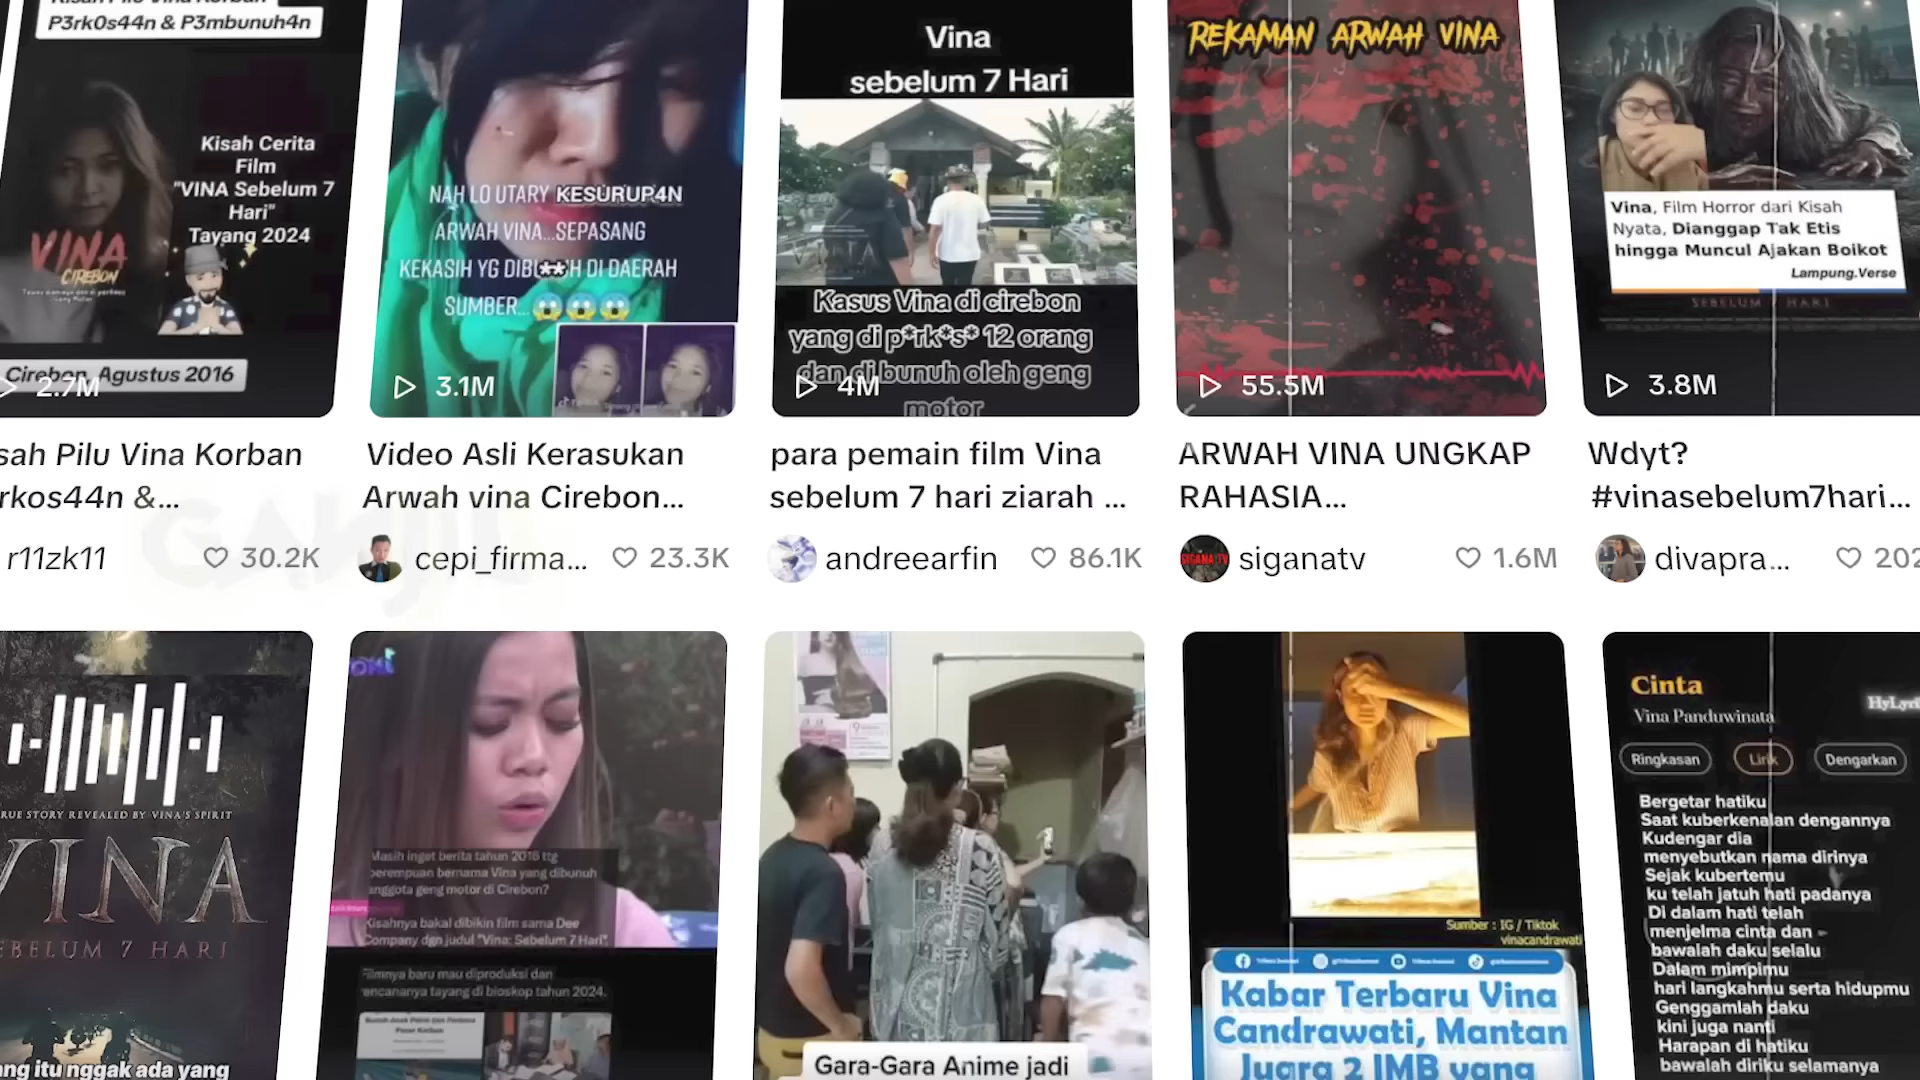 P3rk0s44n & P3mbunuh4n
Kisah Cerita
Film
"VINA Sebelum 7
Hari"
Tayang 2024
VINA
CIREBON
Cirebon, Agustus 2016
2.7M
NAH LO UTARY KESURUP4N
ARWAH VINA...SEPASANG
KEKASIH YG DIBU**H DI DAERAH
SUMBER...😱😱😱
3.1M
Vina
sebelum 7 Hari
Kasus Vina di cirebon
yang di p*rk*s* 12 orang
dan di bunuh oleh geng
motor
4M
REKAMAN ARWAH VINA
55.5M
Vina, Film Horror dari Kisah
Nyata, Dianggap Tak Etis
hingga Muncul Ajakan Boikot
Lampung.Verse
SEBELUM 7 HARI
3.8M
sah Pilu Vina Korban
rkos44n &...
r11zk11
30.2K
Video Asli Kerasukan
Arwah vina Cirebon...
cepi_firma...
23.3K
para pemain film Vina
sebelum 7 hari ziarah ...
andreearfin
86.1K
ARWAH VINA UNGKAP
RAHASIA...
siganatv
1.6M
Wdyt?
#vinasebelum7hari...
divapra...
202
RUE STORY REVEALED BY VINA'S SPIRIT
VINA
EBELUM 7 HARI
ng itu nggak ada yang
Masih inget berita tahun 2016 ttg
perempuan bernama Vina yang dibunuh
anggota geng motor di Cirebon?
Kisahnya bakal dibikin film sama Dee
Company dgn judul "Vina: Sebelum 7 Hari".
Filmnya baru mau diproduksi dan
rencananya tayang di bioskop tahun 2024.
Gara-Gara Anime jadi
Sumber : IG / Tiktok
vinacandrawati
Kabar Terbaru Vina
Candrawati, Mantan
Juara 2 IMB yang
Cinta
Vina Panduwinata
Ringkasan
Lirik
Dengarkan
Bergetar hatiku
Saat kuberkenalan dengannya
Kudengar dia
menyebutkan nama dirinya
Sejak kubertemu
ku telah jatuh hati padanya
Di dalam hati telah
menjelma cinta dan
bawalah daku selalu
Dalam mimpimu
hari langkahmu serta hidupmu
Genggamlah daku
kini juga nanti
Harapan di hatiku
bawalah diriku selamanya